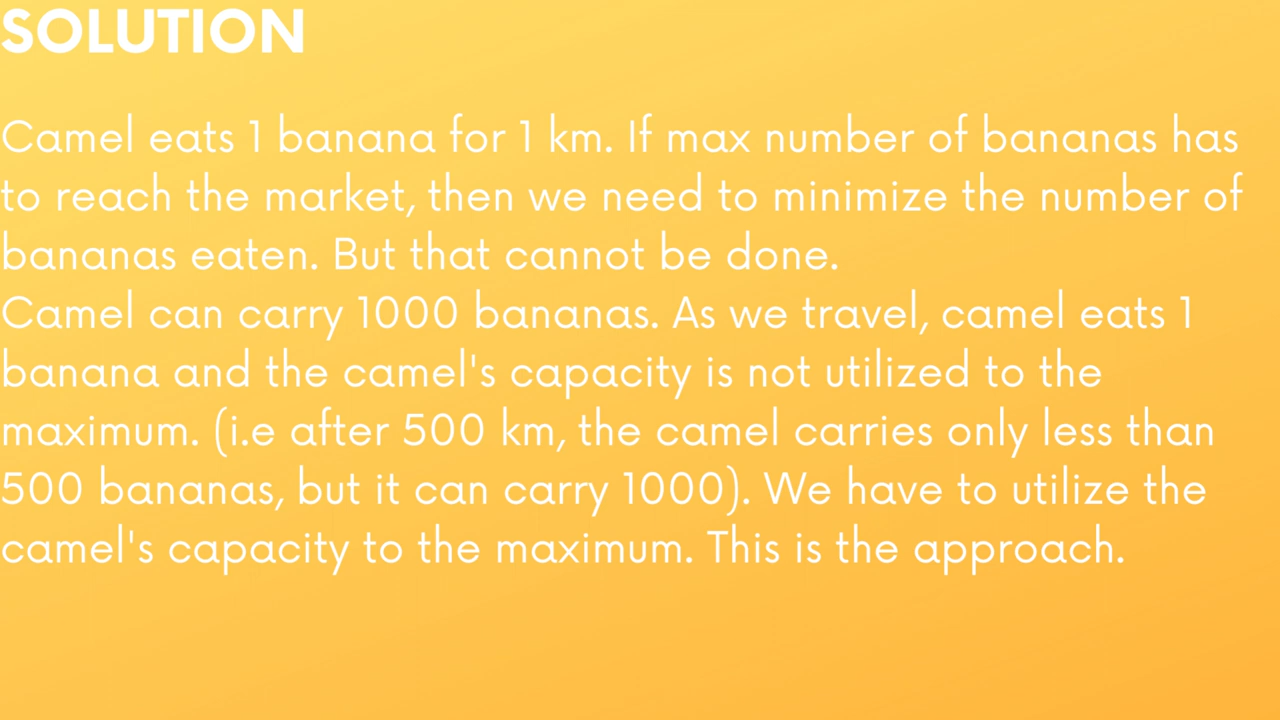 SOLUTION
Camel eats 1 banana for 1 km. If max number of bananas has
to reach the market, then we need to minimize the number of
bananas eaten. But that cannot be done.
Camel can carry 1000 bananas. As we travel, camel eats 1
banana and the camel's capacity is not utilized to the
maximum. (i.e after 500 km, the camel carries only less than
500 bananas, but it can carry 1000). We have to utilize the
camel's capacity to the maximum. This is the approach.